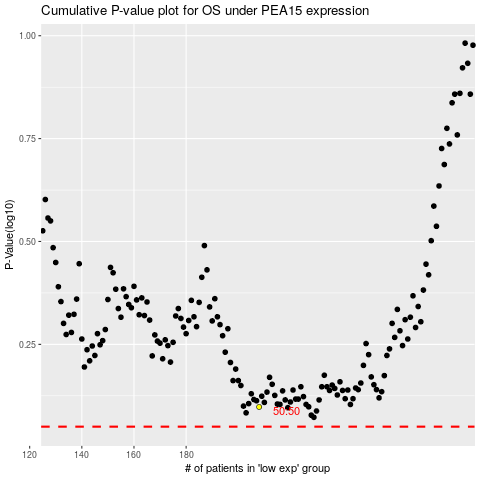 Cumulative P-value plot for OS under PEA15 expression
1.00
0.75
0.50
0.25
P-Value(log10)
50:50
120 140 160 180
# of patients in 'low exp' group